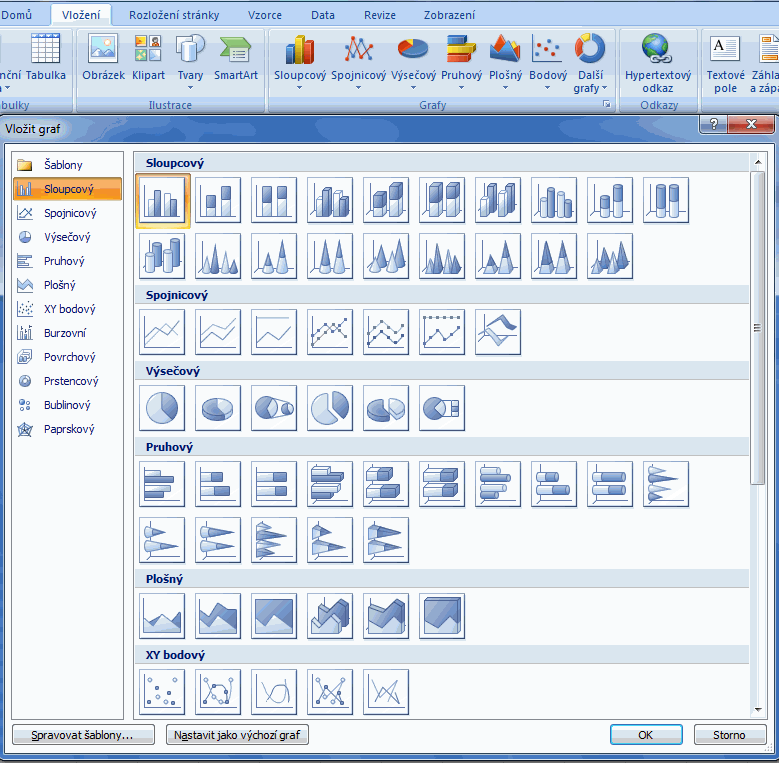 Domů Vložení Rozložení stránky Vzorce Data Revize Zobrazení
Tabulka Obrázek Klipart Tvary SmartArt Sloupcový Spojnicový Výsečový Pruhový Plošný Bodový Další grafy Hypertextový odkaz Textové pole
Ilustrace Grafy Odkazy
Vložit graf
?
Šablony
Sloupcový
Spojnicový
Výsečový
Pruhový
Plošný
XY bodový
Burzovní
Povrchový
Prstencový
Bublinový
Paprskový
Sloupcový
Spojnicový
Výsečový
Pruhový
Plošný
XY bodový
Spravovat šablony... Nastavit jako výchozí graf OK Storno